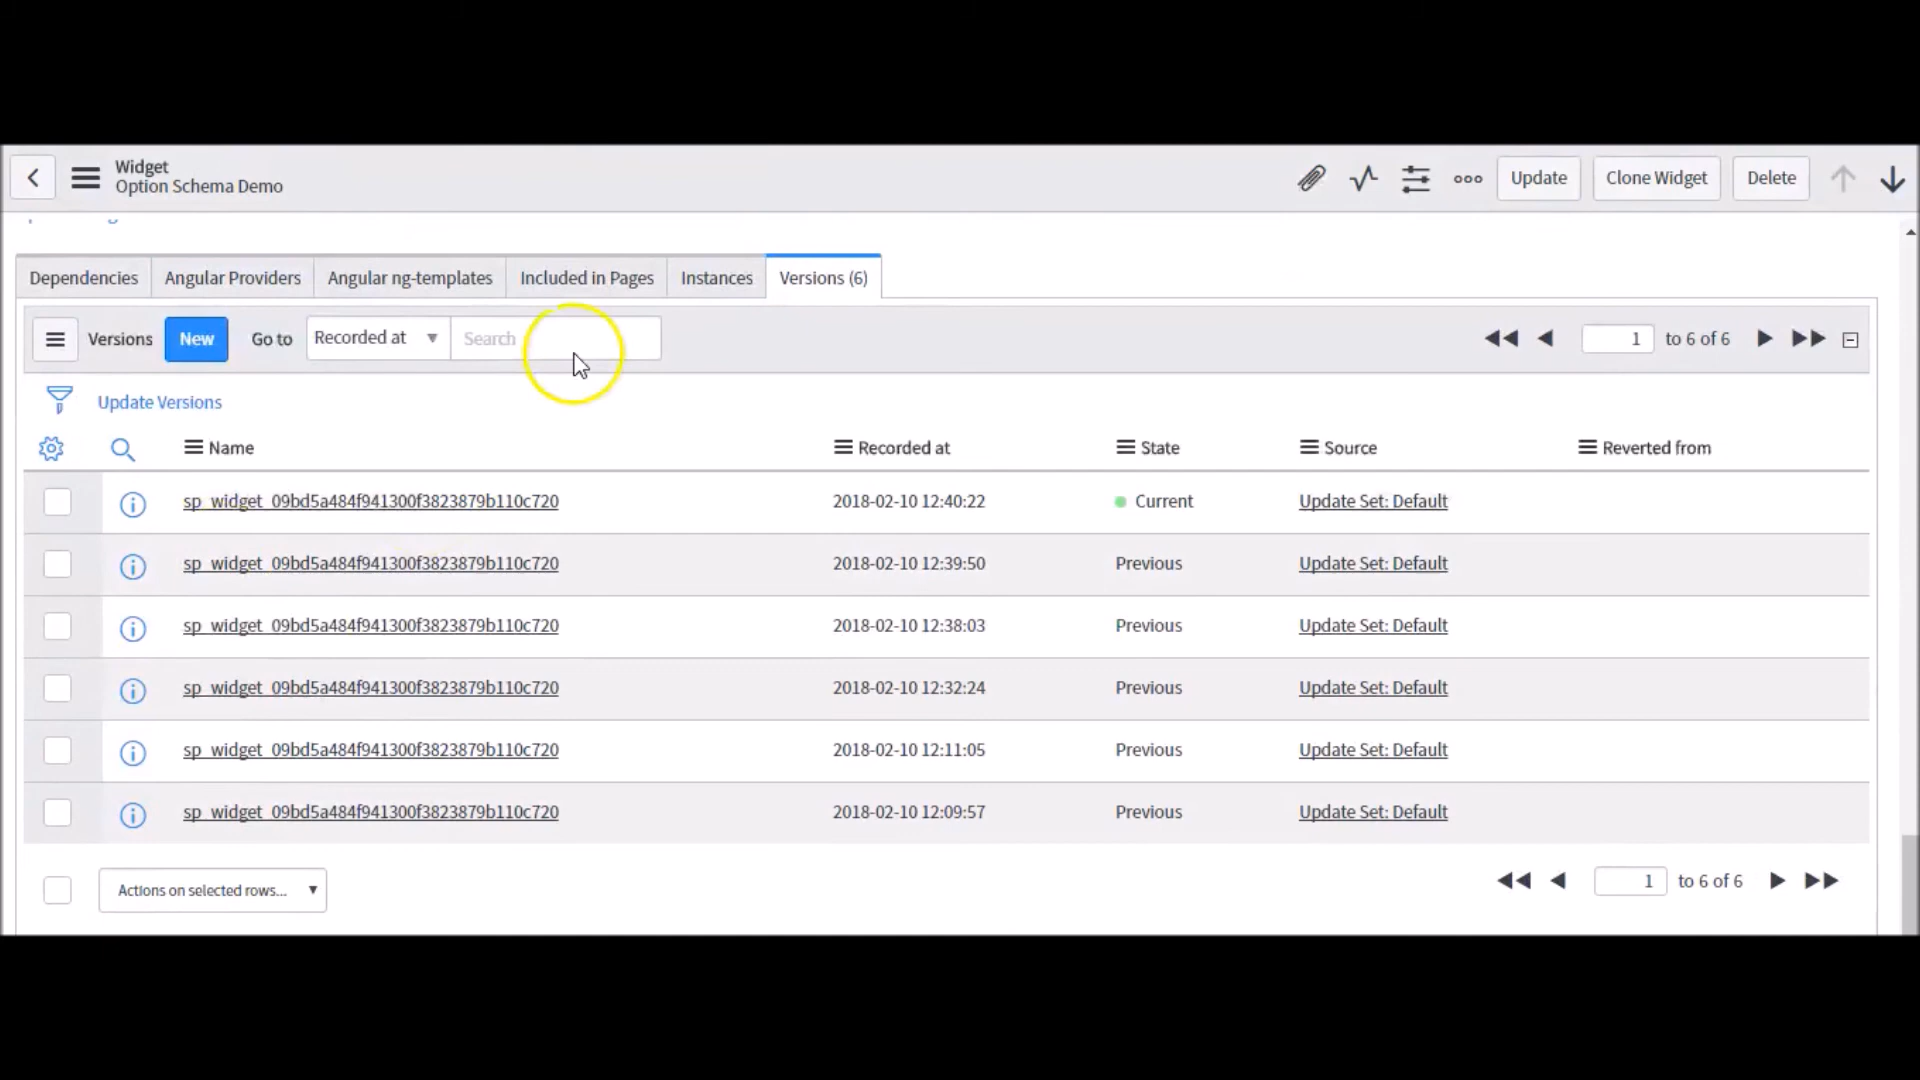 Widget
Option Schema Demo
Update
Clone Widget
Delete
Dependencies
Angular Providers
Angular ng-templates
Included in Pages
Instances
Versions (6)
Versions
New
Go to
Recorded at
Search
1 to 6 of 6
Update Versions
Name
Recorded at
State
Source
Reverted from
sp_widget_09bd5a484f941300f3823879b110c720 2018-02-10 12:40:22 Current Update Set: Default
sp_widget_09bd5a484f941300f3823879b110c720 2018-02-10 12:39:50 Previous Update Set: Default
sp_widget_09bd5a484f941300f3823879b110c720 2018-02-10 12:38:03 Previous Update Set: Default
sp_widget_09bd5a484f941300f3823879b110c720 2018-02-10 12:32:24 Previous Update Set: Default
sp_widget_09bd5a484f941300f3823879b110c720 2018-02-10 12:11:05 Previous Update Set: Default
sp_widget_09bd5a484f941300f3823879b110c720 2018-02-10 12:09:57 Previous Update Set: Default
Actions on selected rows...
1 to 6 of 6